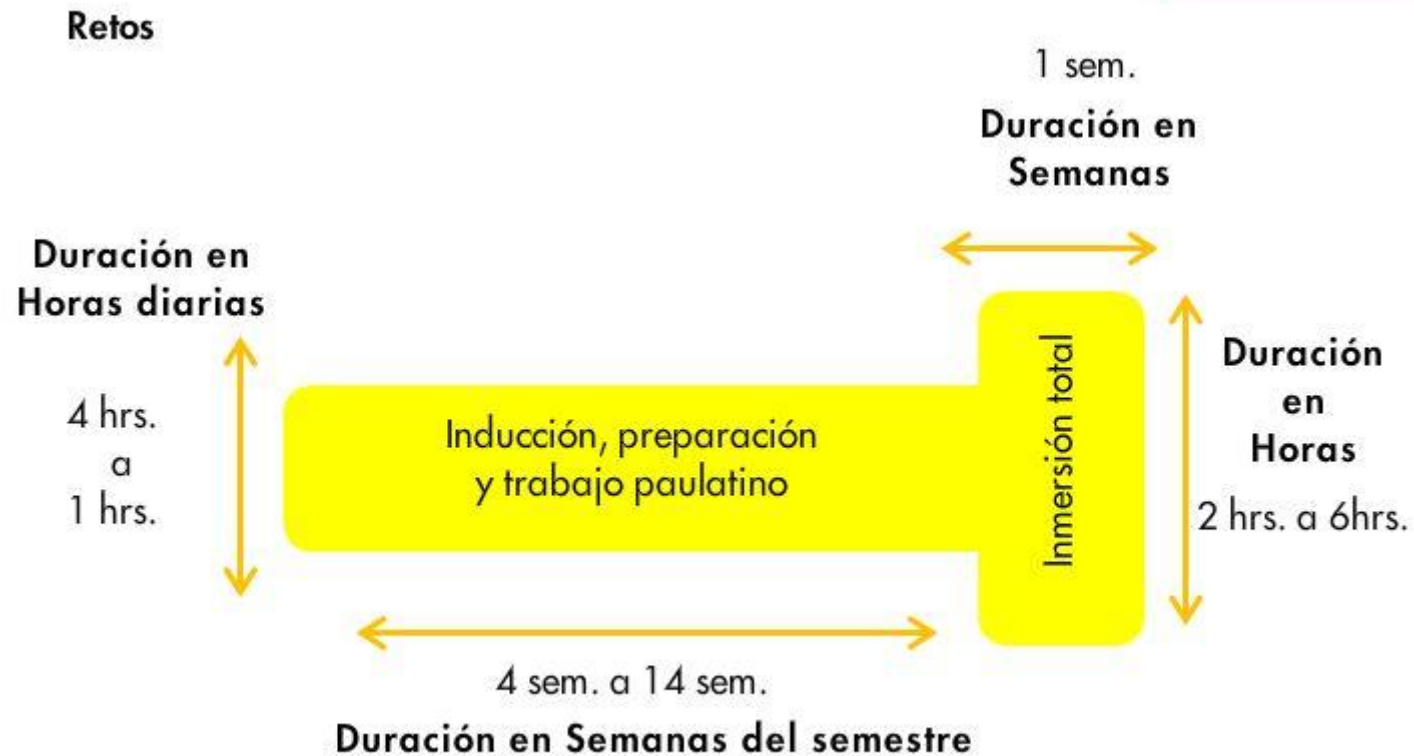 Retos
1 sem.
Duración en
Semanas
Duración en
Horas diarias
4 hrs.
a
1 hrs.
Inducción, preparación
y trabajo paulatino
Inmersión total
Duración
en
Horas
2 hrs. a 6hrs.
4 sem. a 14 sem.
Duración en Semanas del semestre